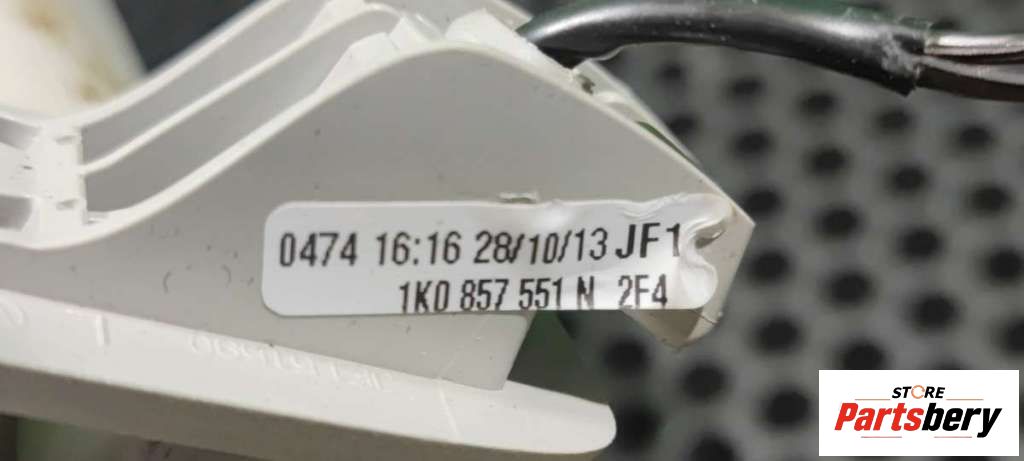 0474 16:16 28/10/13 JF1
1K0 857 551 N 2F4
STORE
Partsbery